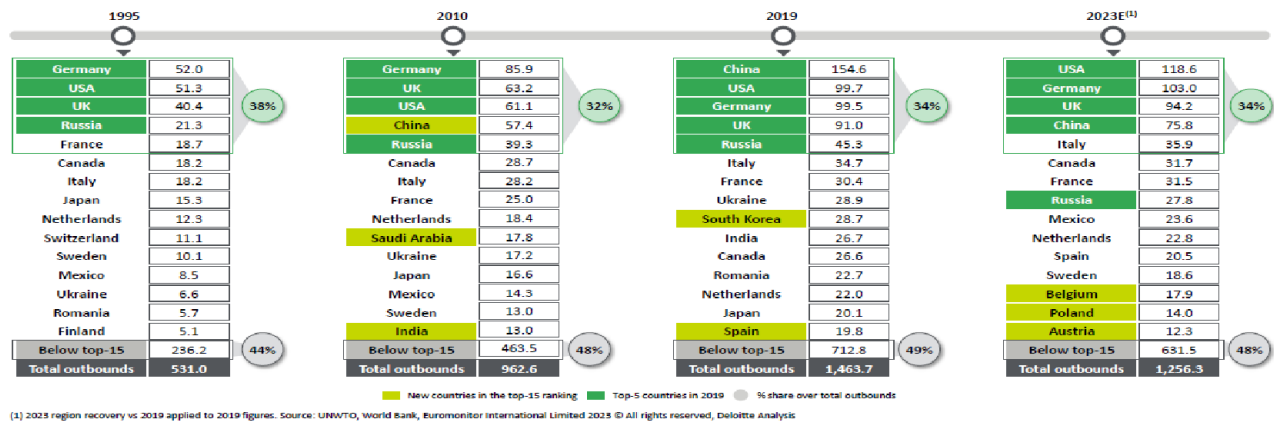 1995 2010 2019 2023E(1)
Germany 52.0
USA 51.3
UK 40.4
Russia 21.3
France 18.7
38%
Canada 18.2
Italy 18.2
Japan 15.3
Netherlands 12.3
Switzerland 11.1
Sweden 10.1
Mexico 8.5
Ukraine 6.6
Romania 5.7
Finland 5.1
Below top-15 236.2 44%
Total outbounds 531.0
Germany 85.9
UK 63.2
USA 61.1
China 57.4
Russia 39.3
32%
Canada 28.7
Italy 28.2
France 25.0
Netherlands 18.4
Saudi Arabia 17.8
Ukraine 17.2
Japan 16.6
Mexico 14.3
Sweden 13.0
India 13.0
Below top-15 463.5 48%
Total outbounds 962.6
China 154.6
USA 99.7
Germany 99.5
UK 91.0
Russia 45.3
34%
Italy 34.7
France 30.4
Ukraine 28.9
South Korea 28.7
India 26.7
Canada 26.6
Romania 22.7
Netherlands 22.0
Japan 20.1
Spain 19.8
Below top-15 712.8 49%
Total outbounds 1,463.7
USA 118.6
Germany 103.0
UK 94.2
China 75.8
Italy 35.9
34%
Canada 31.7
France 31.5
Russia 27.8
Mexico 23.6
Netherlands 22.8
Spain 20.5
Sweden 18.6
Belgium 17.9
Poland 14.0
Austria 12.3
Below top-15 631.5 48%
Total outbounds 1,256.3
New countries in the top-15 ranking Top-5 countries in 2019 % share over total outbounds
(1) 2023 region recovery vs 2019 applied to 2019 figures. Source: UNWTO, World Bank, Euromonitor International Limited 2023 © All rights reserved, Deloitte Analysis